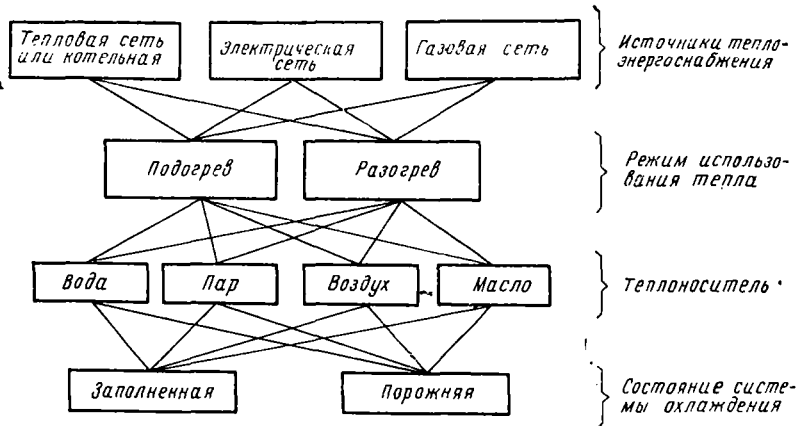 Тепловая сеть
или котельная
Электрическая
сеть
Газовая сеть
Источники тепло-
энергоснабжения
Подогрев
Разогрев
Режим использо-
вания тепла
Вода
Пар
Воздух
Масло
Теплоноситель
Заполненная
Порожняя
Состояние систе-
мы охлаждения